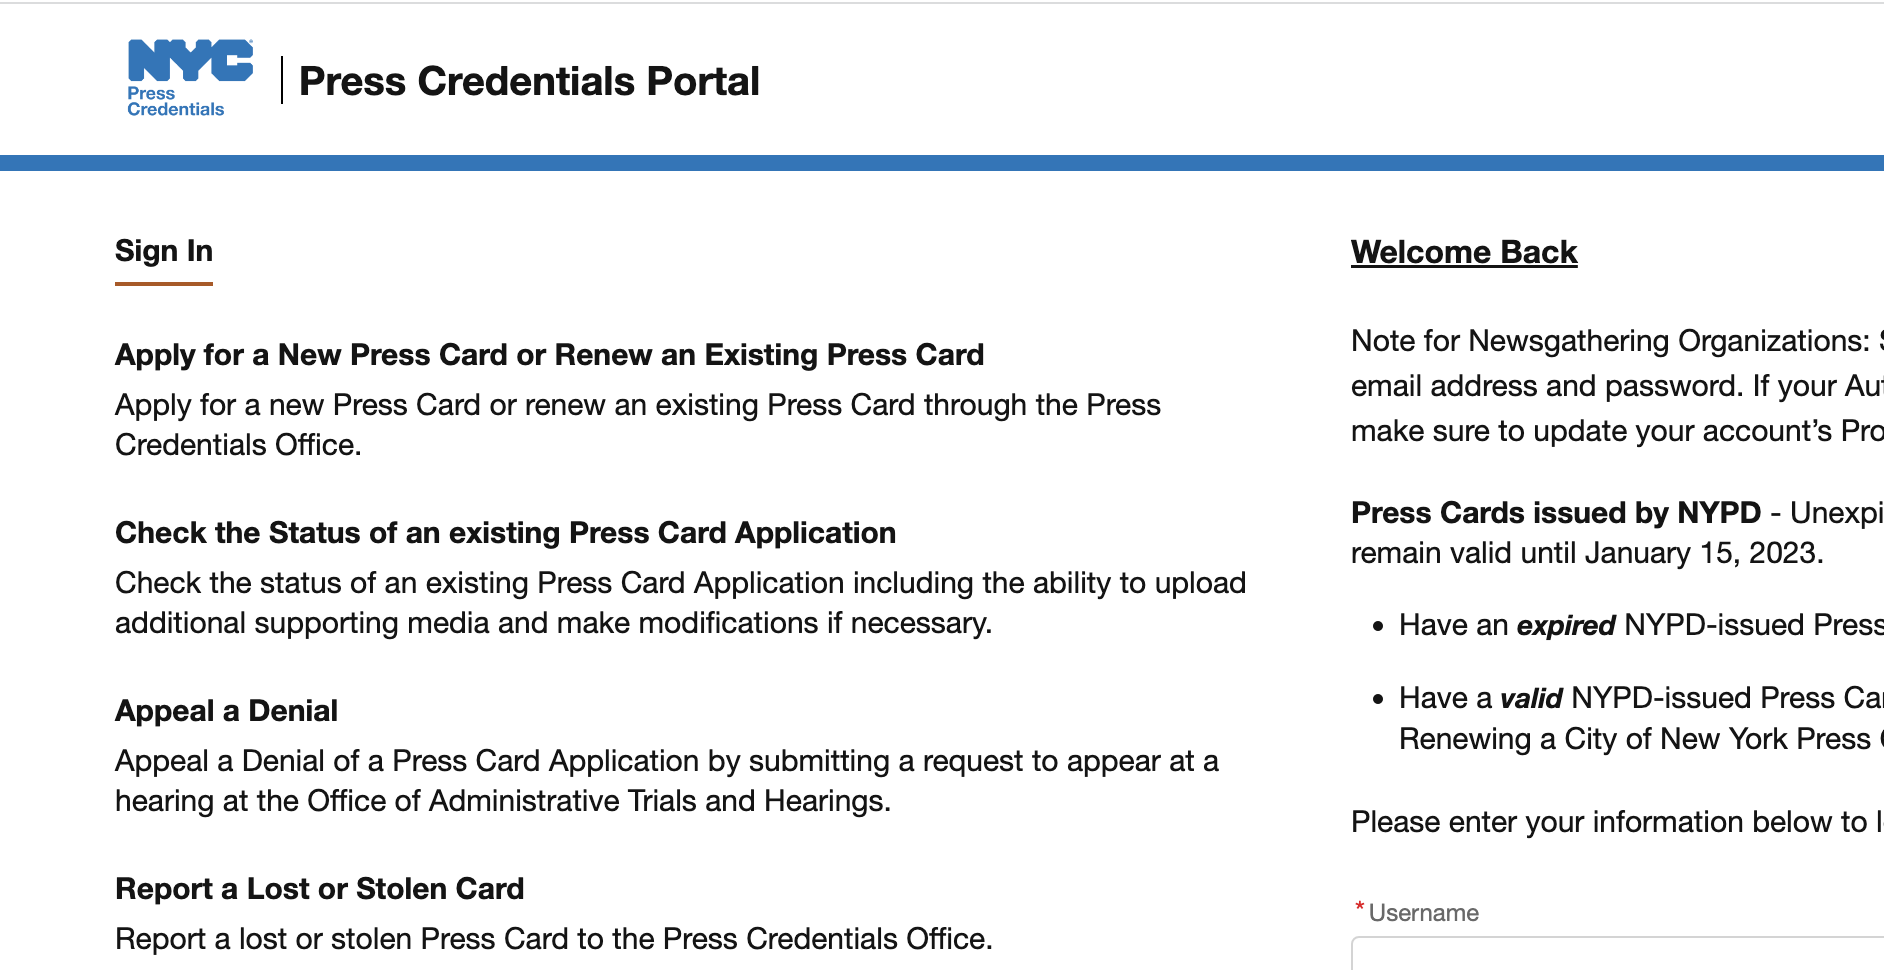 NYC
Press
Credentials
Press Credentials Portal
Sign In
Apply for a New Press Card or Renew an Existing Press Card
Apply for a new Press Card or renew an existing Press Card through the Press
Credentials Office.
Check the Status of an existing Press Card Application
Check the status of an existing Press Card Application including the ability to upload
additional supporting media and make modifications if necessary.
Appeal a Denial
Appeal a Denial of a Press Card Application by submitting a request to appear at a
hearing at the Office of Administrative Trials and Hearings.
Report a Lost or Stolen Card
Report a lost or stolen Press Card to the Press Credentials Office.
Welcome Back
Note for Newsgathering Organizations:
email address and password. If your
make sure to update your account’s
Press Cards issued by NYPD -
remain valid until January 15, 2023.
• Have an expired NYPD-issued Press
• Have a valid NYPD-issued Press
Renewing a City of New York Press
Please enter your information below to
* Username